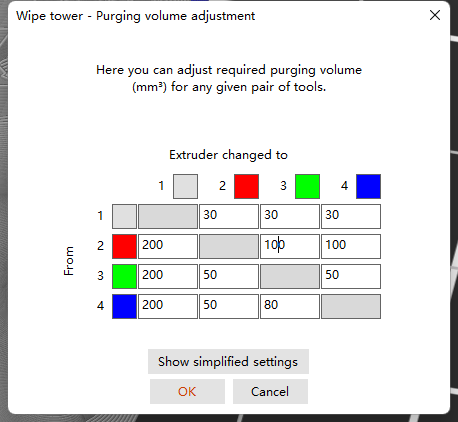 Wipe tower - Purging volume adjustment
Here you can adjust required purging volume
(mm³) for any given pair of tools.
Extruder changed to
1 2 3 4
1 30 30 30
From
2 200 100 100
3 200 50 50
4 200 50 80
Show simplified settings
OK Cancel